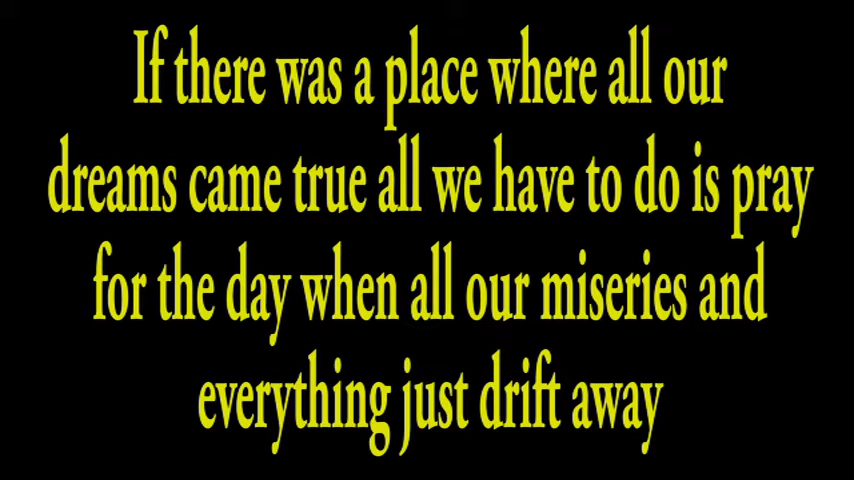 If there was a place where all our
dreams came true all we have to do is pray
for the day when all our miseries and
everything just drift away